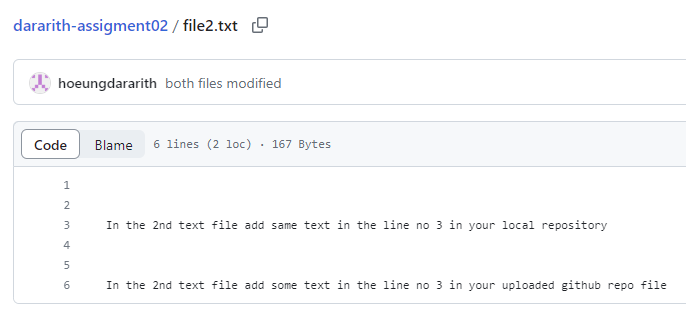 dararith-assigment02 / file2.txt
hoeungdararith both files modified
Code Blame 6 lines (2 loc) · 167 Bytes
1
2
3 In the 2nd text file add same text in the line no 3 in your local repository
4
5
6 In the 2nd text file add some text in the line no 3 in your uploaded github repo file